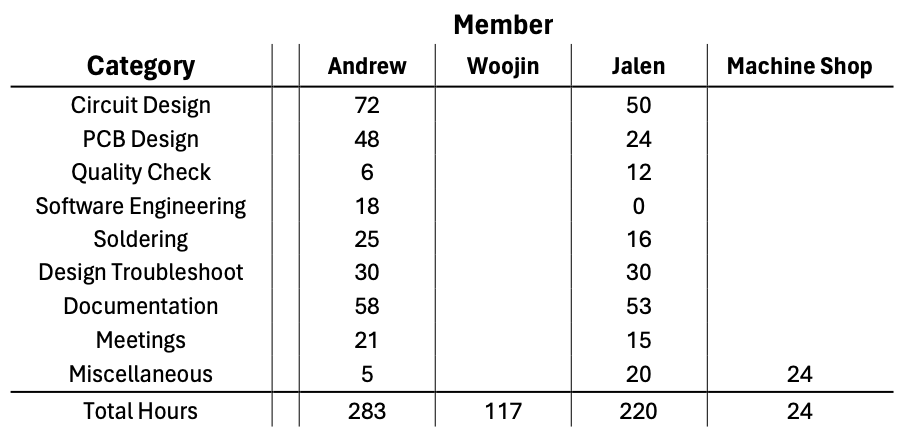 Member
Category Andrew Woojin Jalen Machine Shop
Circuit Design 72 50
PCB Design 48 24
Quality Check 6 12
Software Engineering 18 0
Soldering 25 16
Design Troubleshoot 30 30
Documentation 58 53
Meetings 21 15
Miscellaneous 5 20 24
Total Hours 283 117 220 24